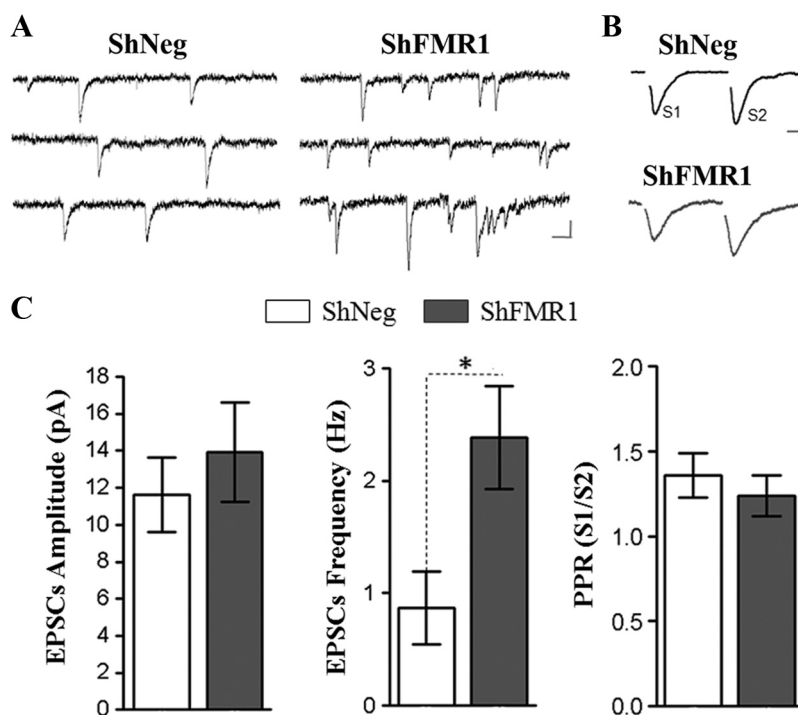 A
ShNeg
ShFMR1
B
ShNeg
S1
S2
ShFMR1
C
ShNeg
ShFMR1
EPSCs Amplitude (pA)
18
16
14
12
10
8
6
4
2
0
EPSCs Frequency (Hz)
3
2
1
0
*
PPR (S1/S2)
2.0
1.5
1.0
0.5
0.0